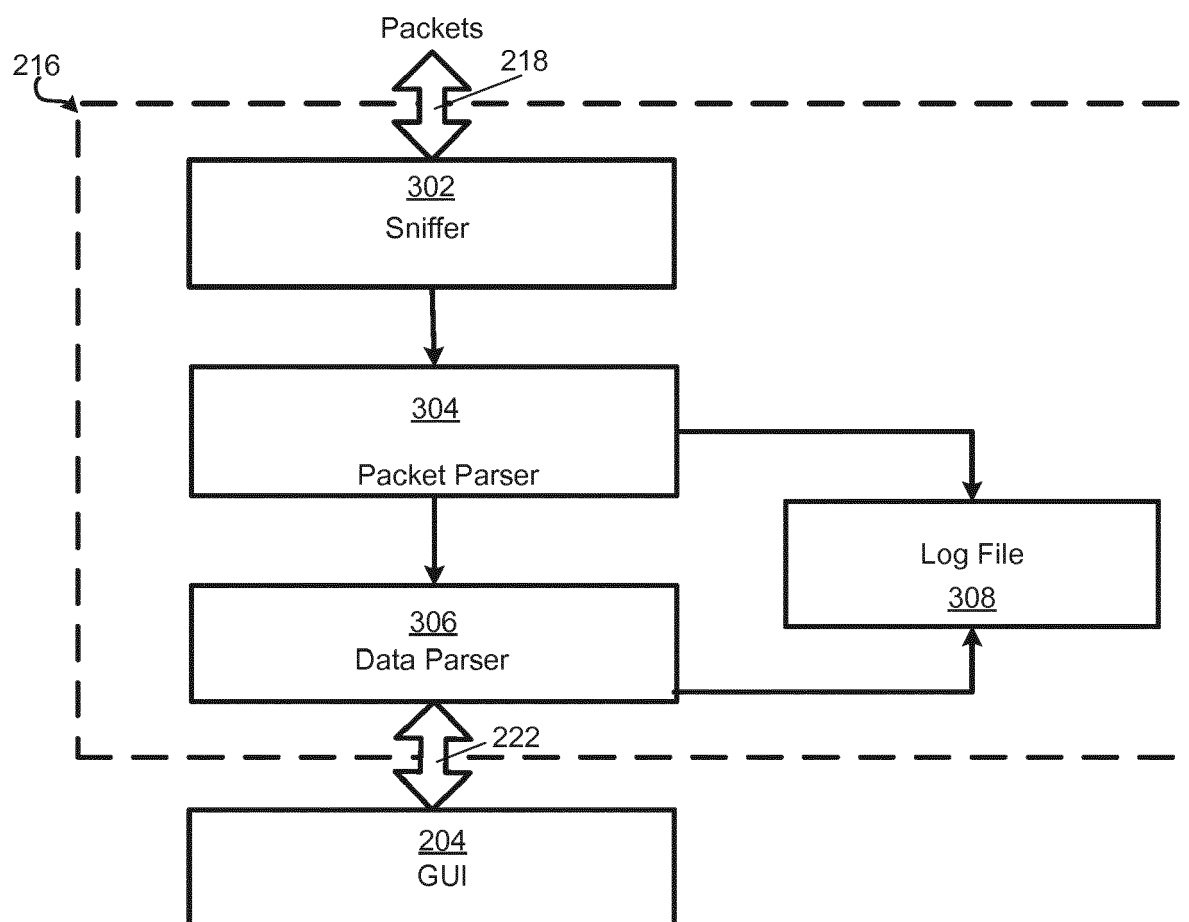 Packets
216
218
302
Sniffer
304
Packet Parser
Log File
308
306
Data Parser
222
204
GUI